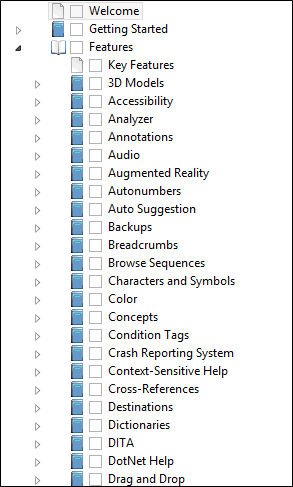 Welcome
Getting Started
Features
Key Features
3D Models
Accessibility
Analyzer
Annotations
Audio
Augmented Reality
Autonumbers
Auto Suggestion
Backups
Breadcrumbs
Browse Sequences
Characters and Symbols
Color
Concepts
Condition Tags
Crash Reporting System
Context-Sensitive Help
Cross-References
Destinations
Dictionaries
DITA
DotNet Help
Drag and Drop